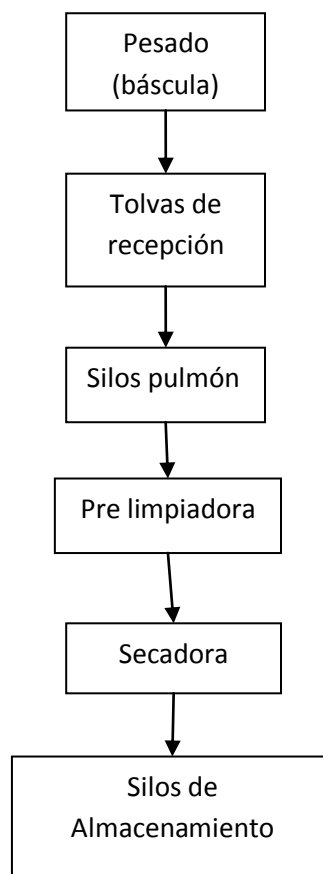 Pesado
(báscula)
Tolvas de
recepción
Silos pulmón
Pre limpiadora
Secadora
Silos de
Almacenamiento